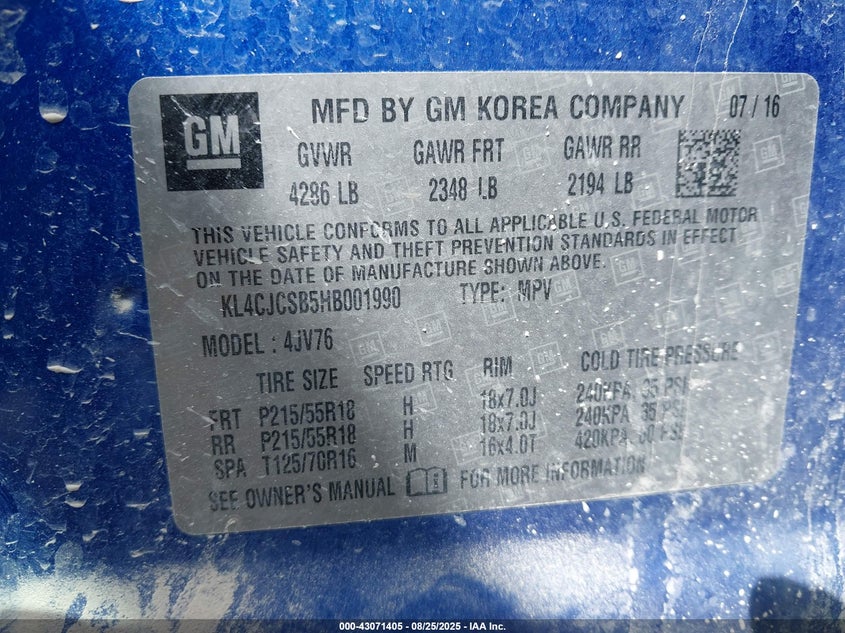 GM
MFD BY GM KOREA COMPANY 07/16
GVWR GAWR FRT GAWR RR
4286 LB 2348 LB 2194 LB
THIS VEHICLE CONFORMS TO ALL APPLICABLE U.S. FEDERAL MOTOR
VEHICLE SAFETY AND THEFT PREVENTION STANDARDS IN EFFECT
ON THE DATE OF MANUFACTURE SHOWN ABOVE.
KL4CJCSB5HB001990 TYPE: MPV
MODEL : 4JV76
TIRE SIZE SPEED RTG RIM COLD TIRE PRESSURE
FRT P215/55R18 H 18x7.0J 240KPA, 35 PSI
RR P215/55R18 H 18x7.0J 240KPA, 35 PSI
SPA T125/70R16 M 16x4.0T 420KPA, 60 PSI
SEE OWNER'S MANUAL FOR MORE INFORMATION
000-43071405 - 08/25/2025 - IAA Inc.